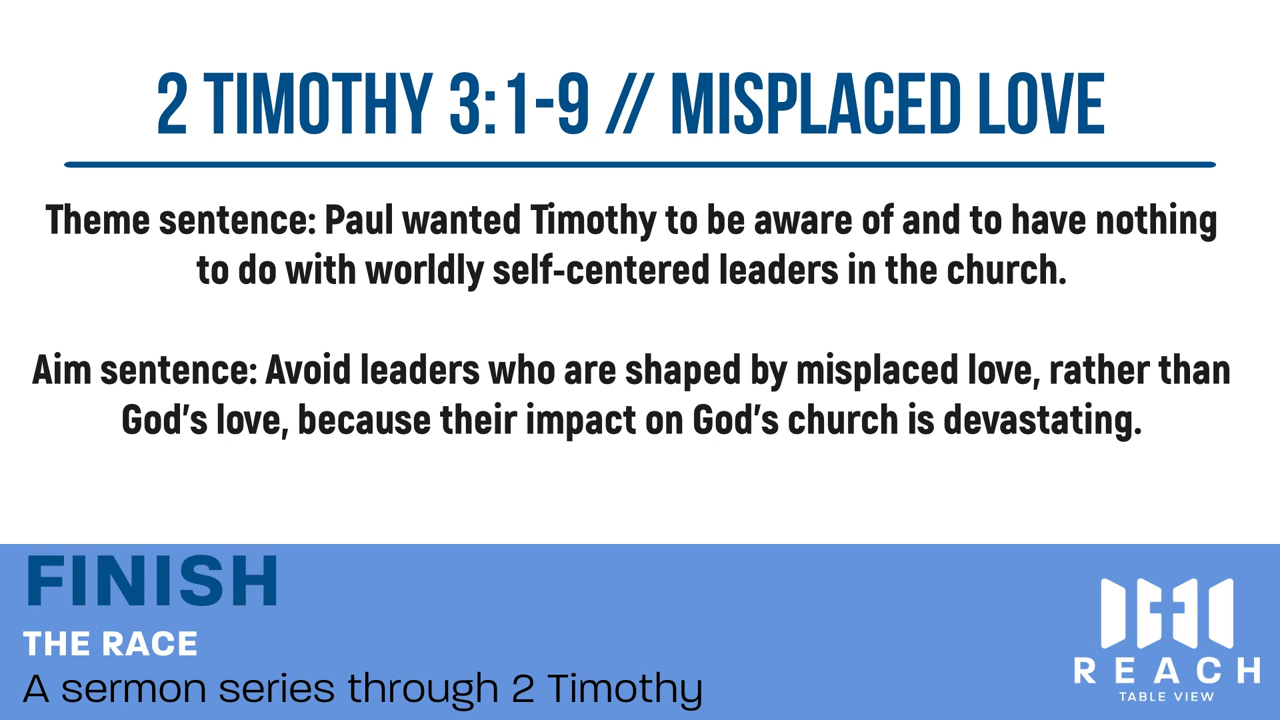 2 TIMOTHY 3:1-9 // MISPLACED LOVE
Theme sentence: Paul wanted Timothy to be aware of and to have nothing
to do with worldly self-centered leaders in the church.
Aim sentence: Avoid leaders who are shaped by misplaced love, rather than
God's love, because their impact on God's church is devastating.
FINISH
THE RACE
A sermon series through 2 Timothy
REACH
TABLE VIEW